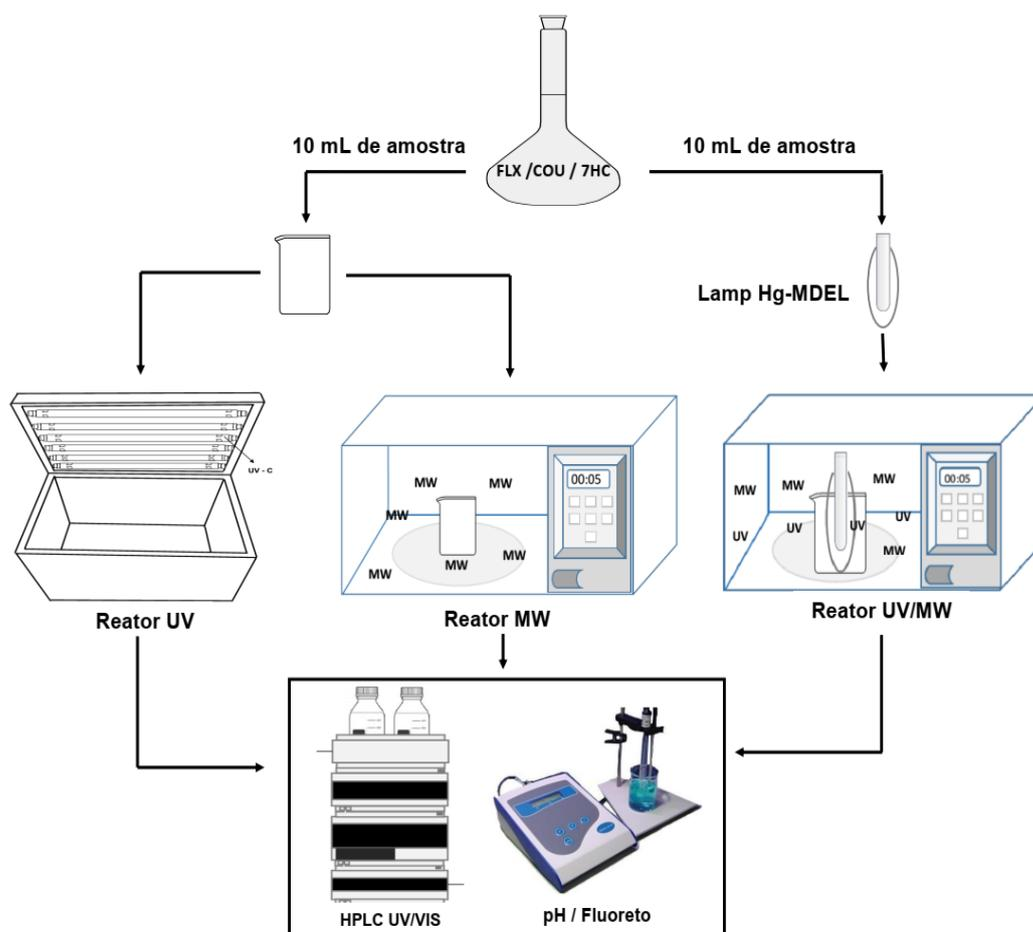 10 mL de amostra
10 mL de amostra
FLX /COU / 7HC
Lamp Hg-MDEL
UV - C
00:05
MW
MW
MW
MW
MW
MW
00:05
MW
MW
MW
UV
UV
UV
UV
MW
Reator UV
Reator MW
Reator UV/MW
HPLC UV/VIS
pH / Fluoreto